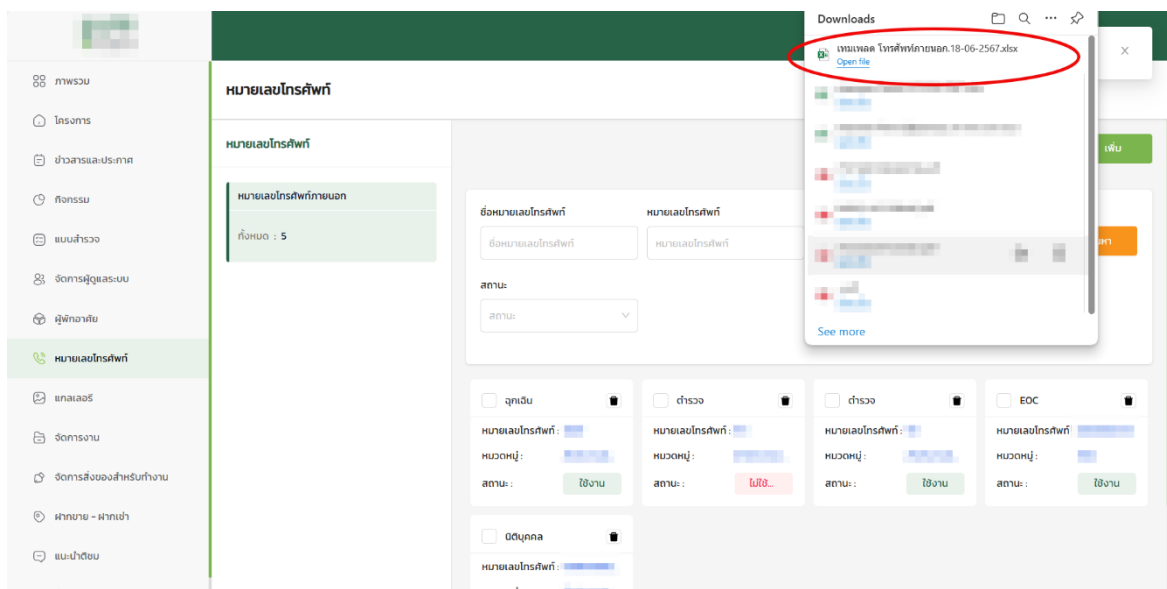 Downloads
เทมเพลต โทรศัพท์ภายนอก.18-06-2567.xlsx
Open file
See more
ภาพรวม
โครงการ
ข่าวสารและประกาศ
กิจกรรม
แบบสำรวจ
จัดการผู้ดูแลระบบ
ผู้พักอาศัย
หมายเลขโทรศัพท์
แกลเลอรี
จัดการงาน
จัดการสิ่งของสำหรับทำงาน
ฝากขาย - ฝากเช่า
แนะนำติชม
หมายเลขโทรศัพท์
หมายเลขโทรศัพท์
หมายเลขโทรศัพท์ภายนอก
ทั้งหมด : 5
เพิ่ม
ชื่อหมายเลขโทรศัพท์ หมายเลขโทรศัพท์
ชื่อหมายเลขโทรศัพท์ หมายเลขโทรศัพท์
สถานะ
สถานะ
ฉุกเฉิน ตำรวจ ตำรวจ EOC
หมายเลขโทรศัพท์ : หมายเลขโทรศัพท์ : หมายเลขโทรศัพท์ : หมายเลขโทรศัพท์
หมวดหมู่ : หมวดหมู่ : หมวดหมู่ : หมวดหมู่ :
สถานะ : ใช้งาน สถานะ : ไม่ใช้... สถานะ : ใช้งาน สถานะ : ใช้งาน
นิติบุคคล
หมายเลขโทรศัพท์ :